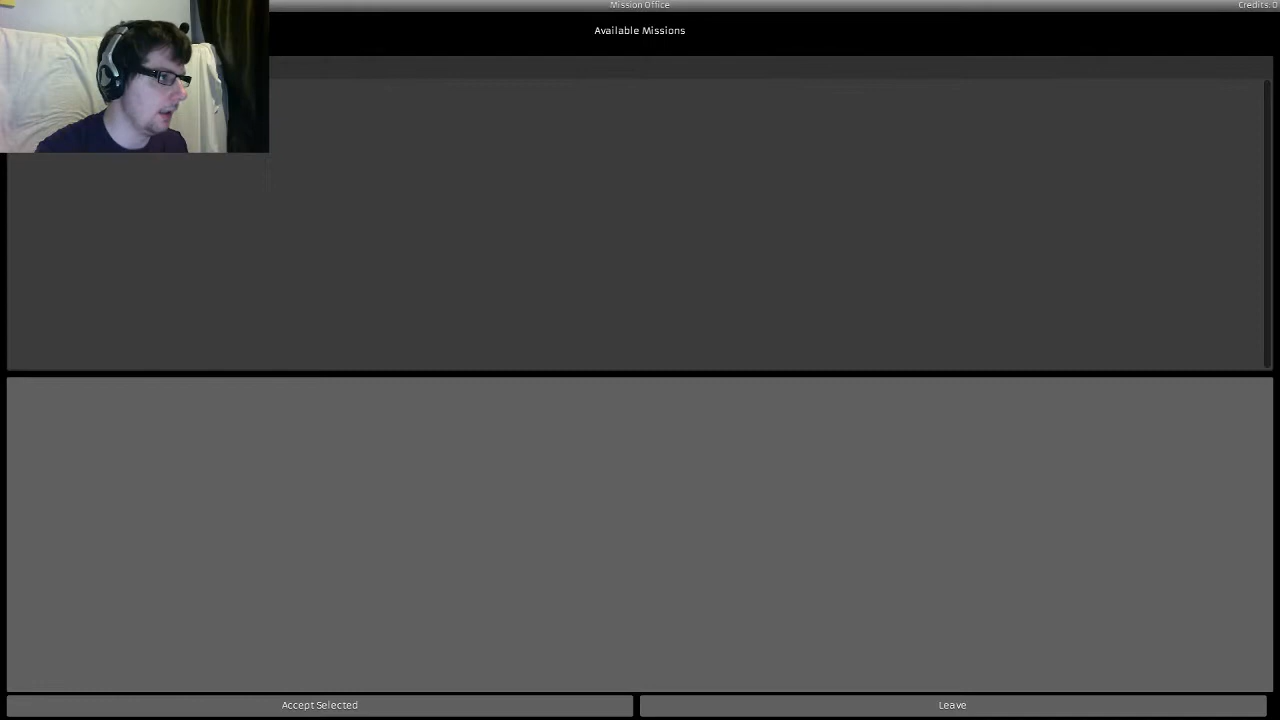 Mission Office
Credits: 0
Available Missions
Accept Selected
Leave